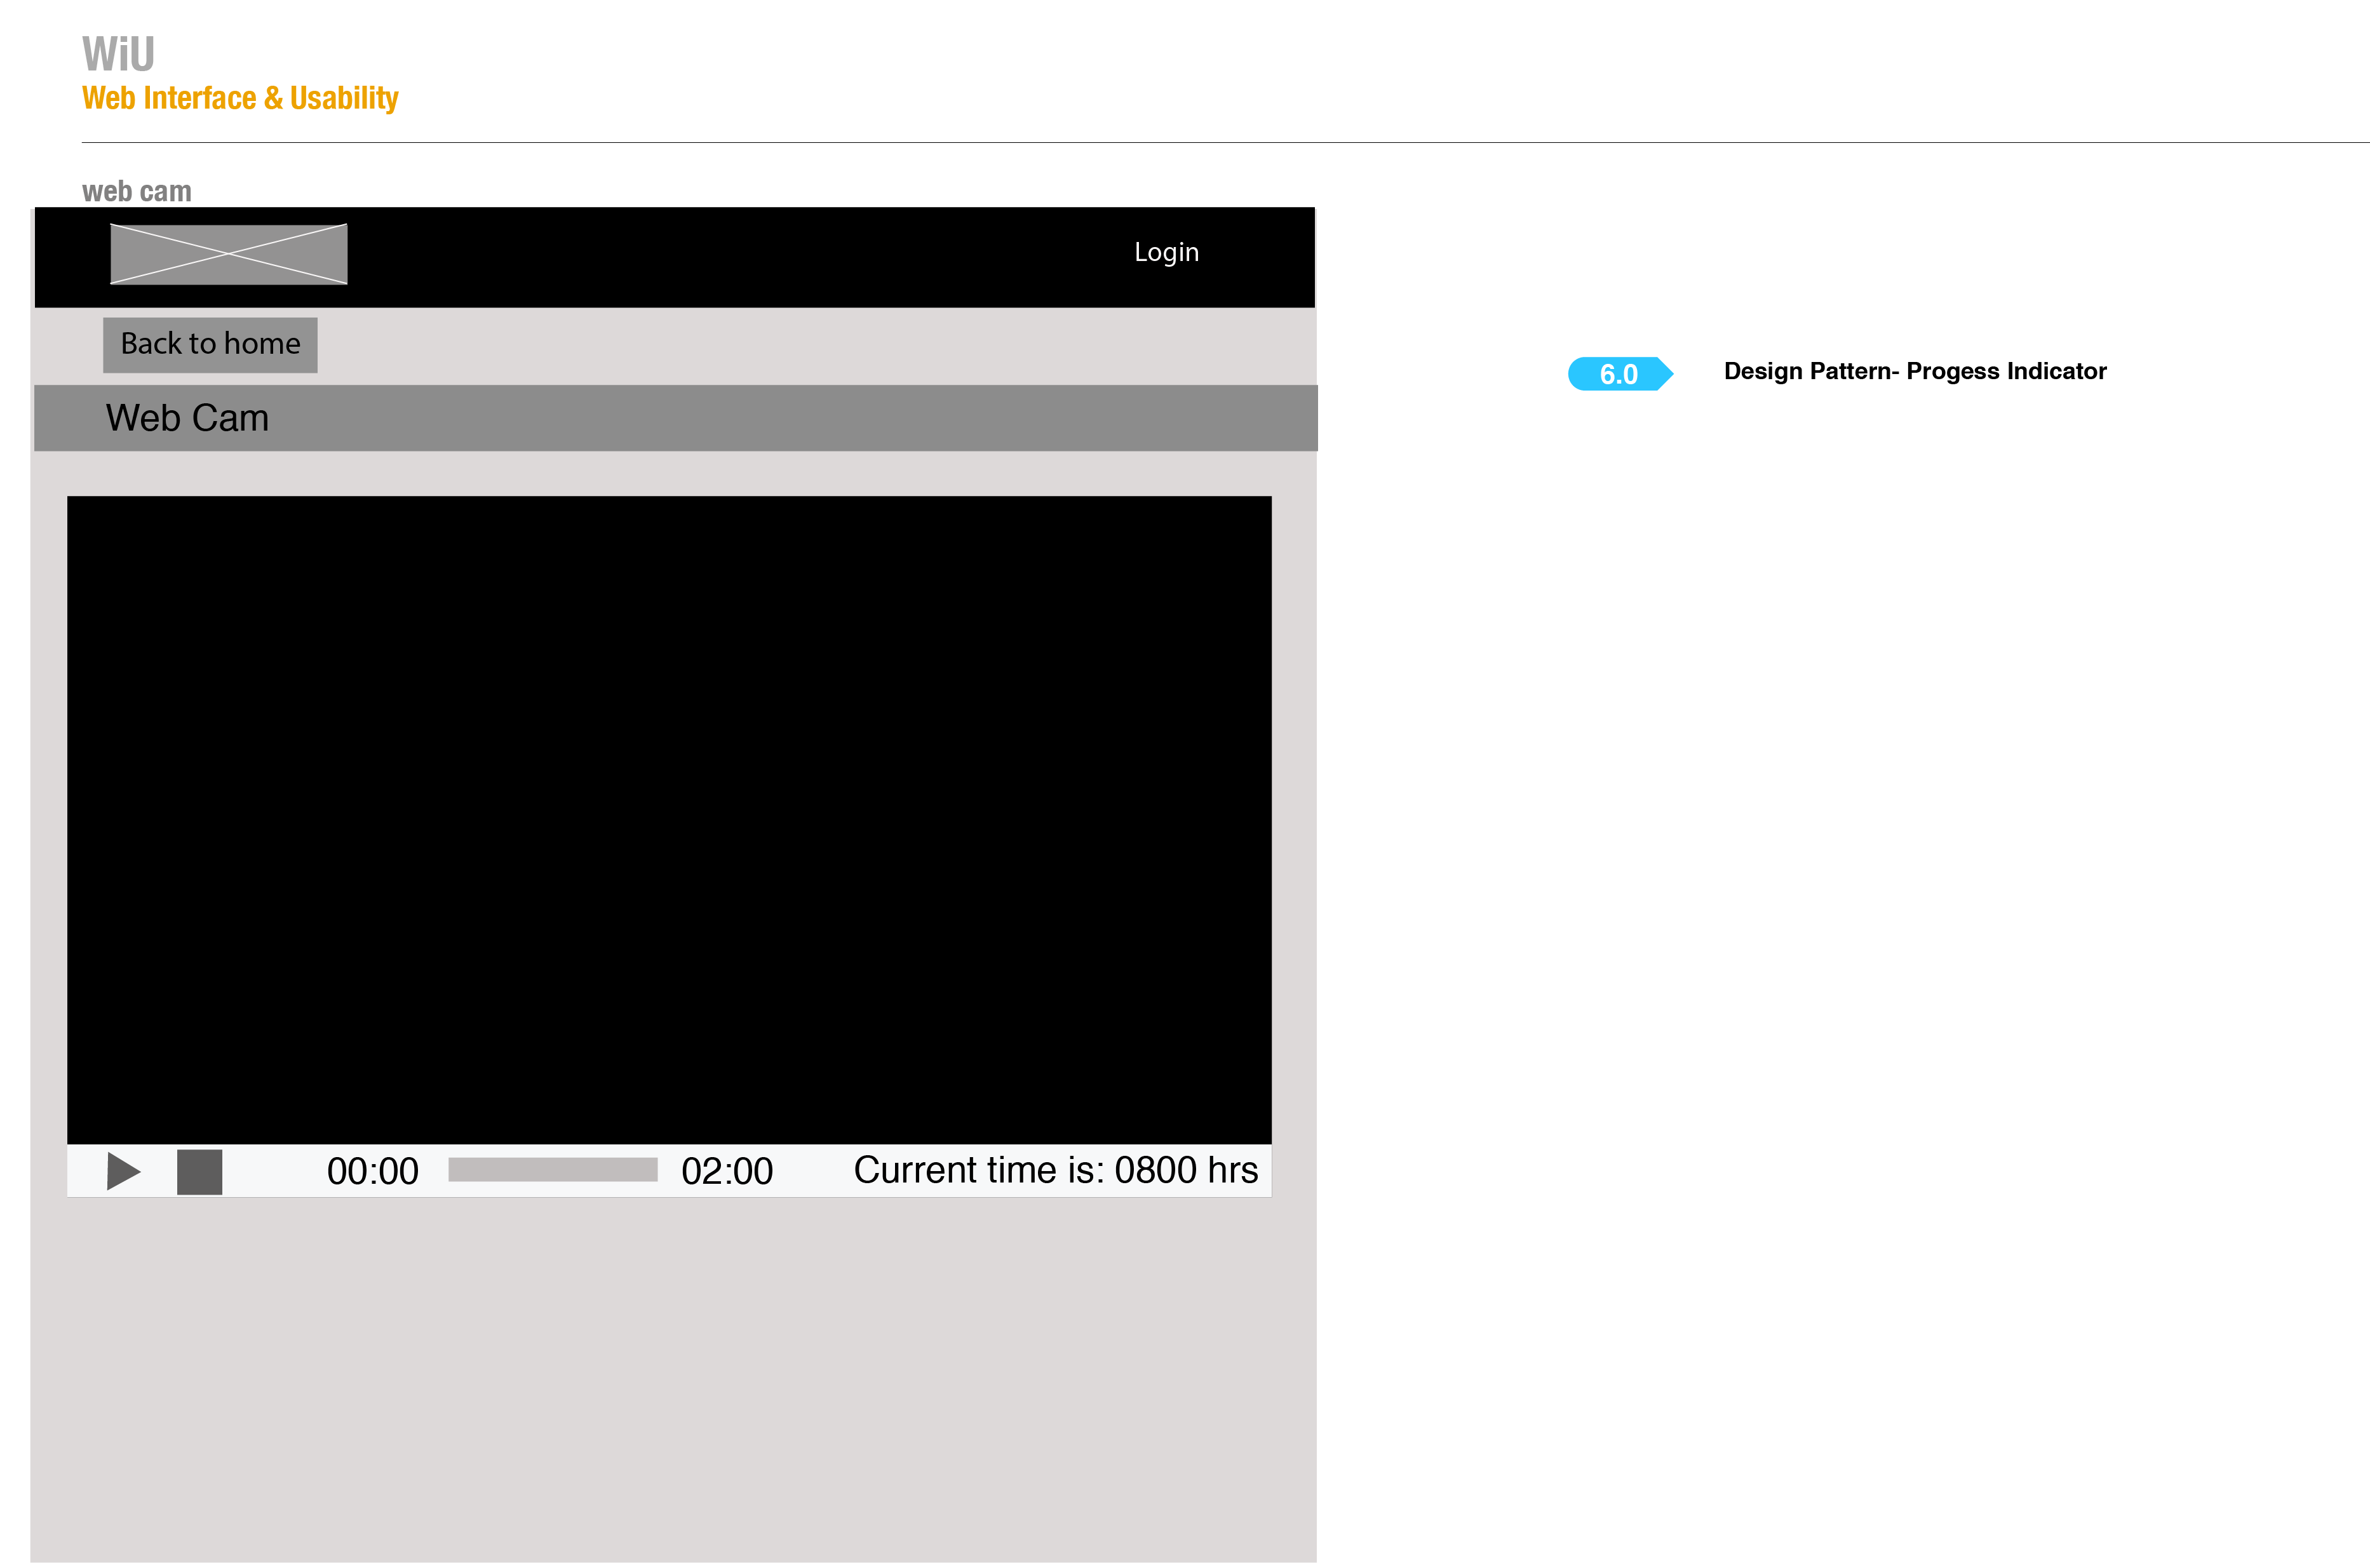 WiU
Web Interface & Usability
web cam
Login
Back to home
Web Cam
00:00 02:00 Current time is: 0800 hrs
6.0 Design Pattern- Progess Indicator